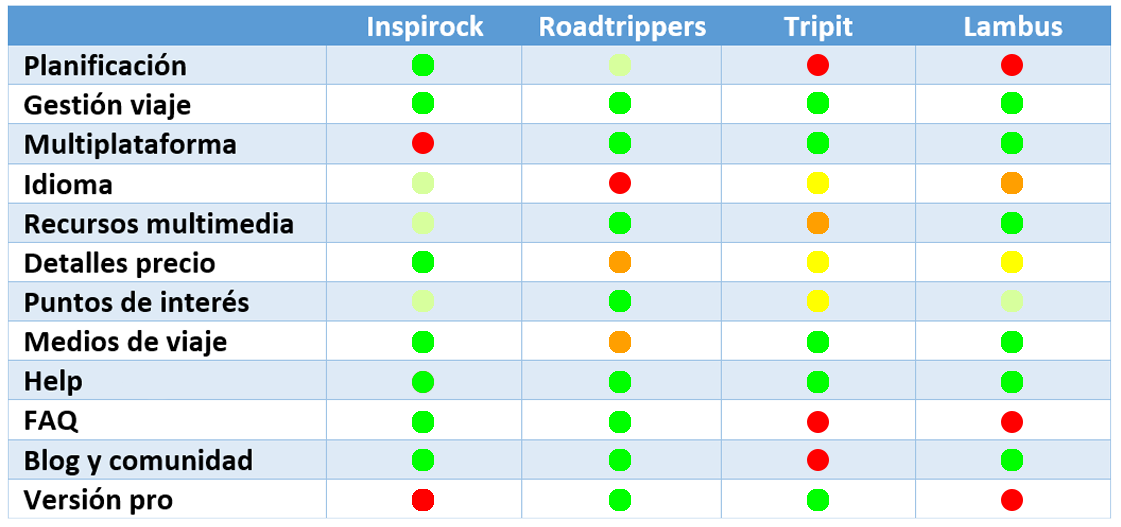 Inspirock Roadtrippers Tripit Lambus
Planificación
Gestión viaje
Multiplataforma
Idioma
Recursos multimedia
Detalles precio
Puntos de interés
Medios de viaje
Help
FAQ
Blog y comunidad
Versión pro